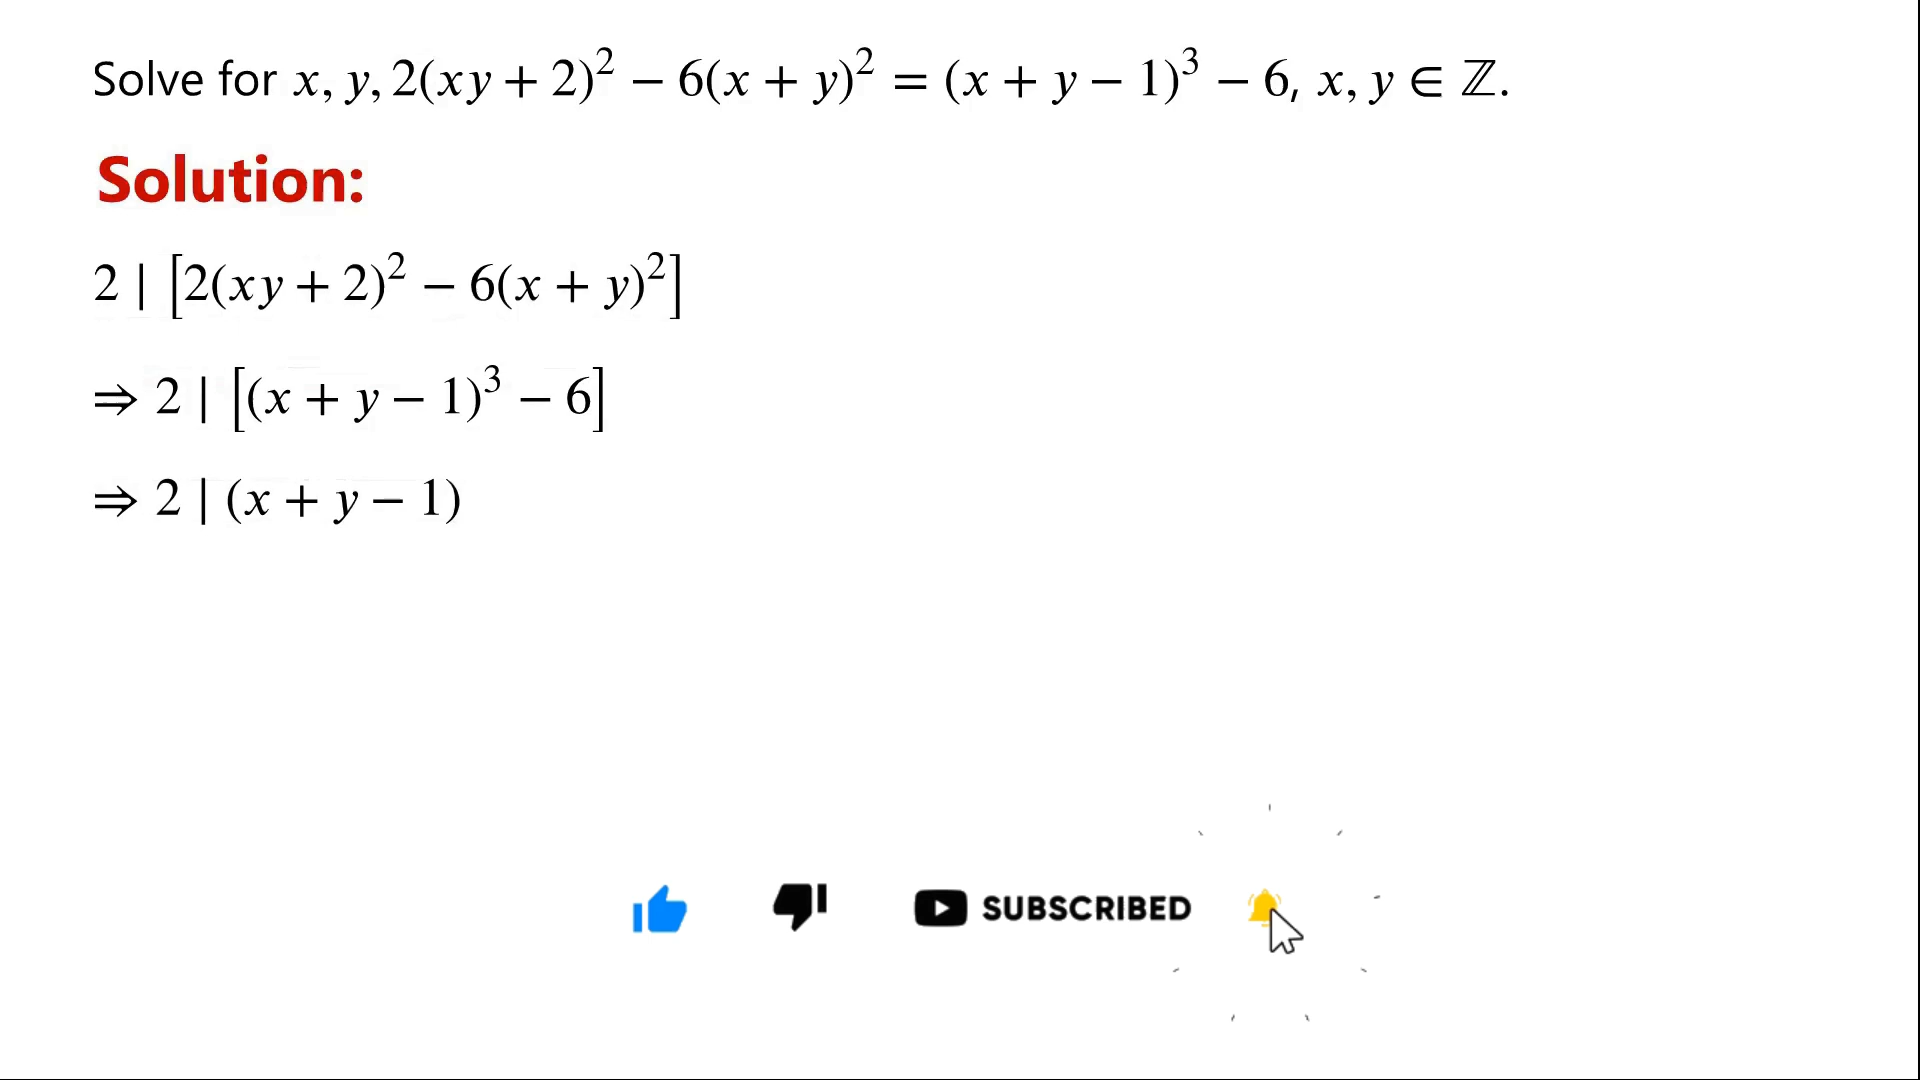 Solve for x, y, 2(xy + 2)² − 6(x + y)² = (x + y − 1)³ − 6, x, y ∈ ℤ.
Solution:
2 | [2(xy + 2)² − 6(x + y)²]
⇒ 2 | [(x + y − 1)³ − 6]
⇒ 2 | (x + y − 1)
SUBSCRIBED